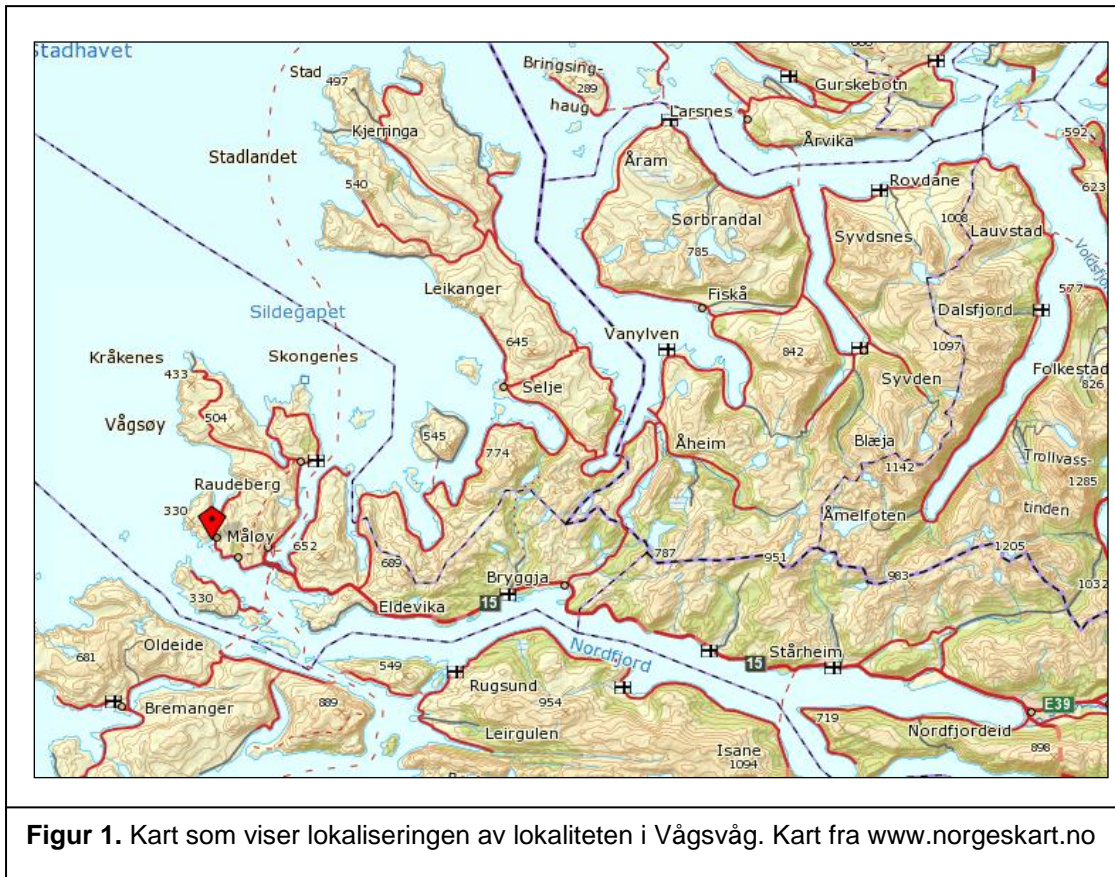 Stadhavet
Stad
497
Kjerringa
Stadlandet
540
Bringsing-
289
haug
Larsnes
Gurskebotn
Årvika
592
623
Åram
Rovdane
Sørbrandal
785
Syvdsnes
1008
Lauvstad
Leikanger
Fiskå
Dalsfjord
577
Sildegapet
645
Vanylven
842
1097
Folkestad
826
Kråkenes
433
Skongenes
Selje
Syvden
504
Vågsøy
545
774
Åheim
Blæja
1142
Trollvass-
1285
tinden
Raudeberg
330
Måløy
652
689
787
951
Åmelfoten
983
1205
1032
330
Eldevika
Bryggja
15
Oldeide
681
549
Nordfjord
15
Stårheim
Bremanger
889
Rugsund
954
E39
Leirgulen
719
Nordfjordeid
898
Isane
1094
Figur 1. Kart som viser lokaliseringen av lokaliteten i Vågsvåg. Kart fra www.norgeskart.no